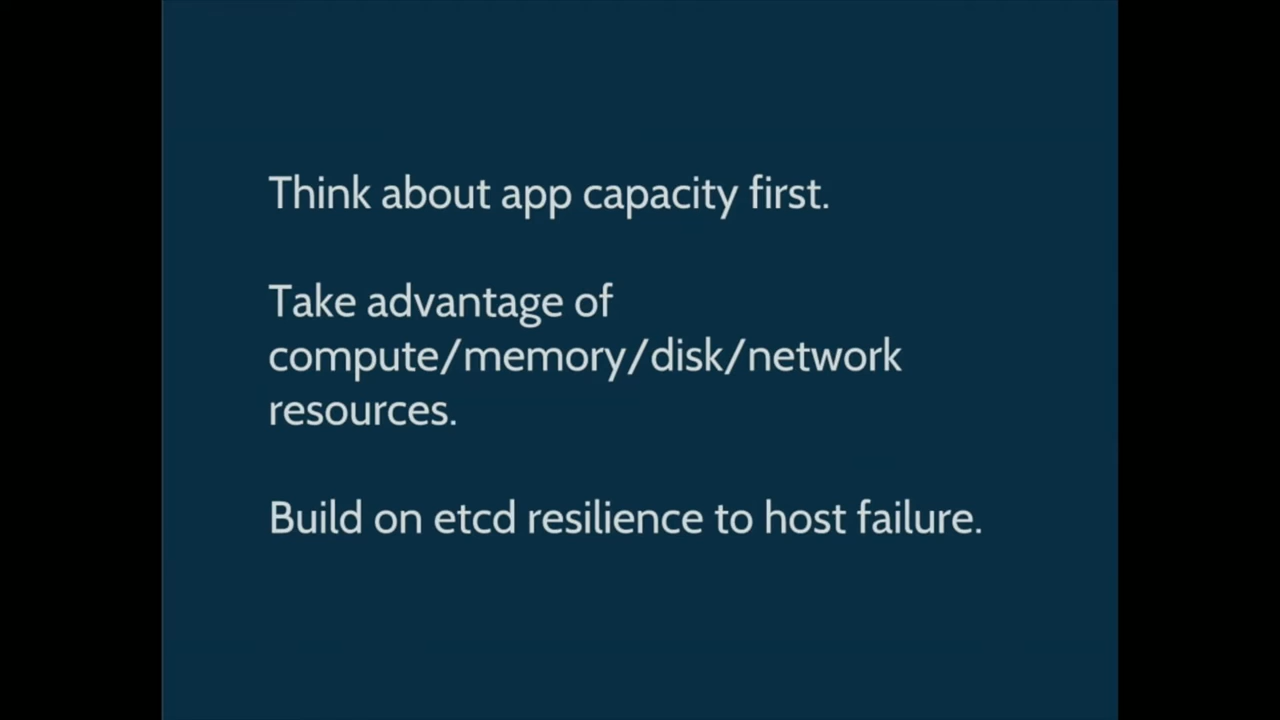 Think about app capacity first.
Take advantage of
compute/memory/disk/network
resources.
Build on etcd resilience to host failure.